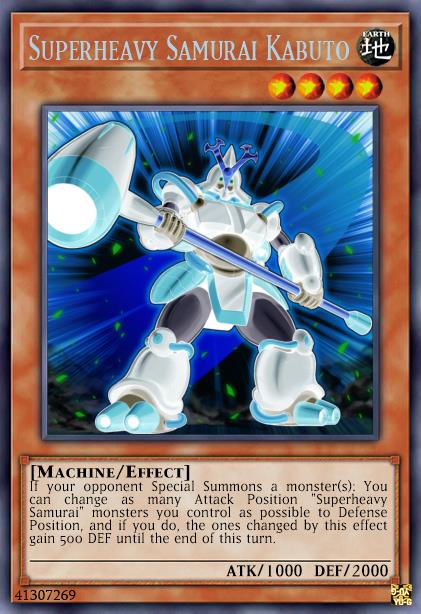 Superheavy Samurai Kabuto
EARTH
地
[Machine/Effect]
If your opponent Special Summons a monster(s): You
can change as many Attack Position "Superheavy
Samurai" monsters you control as possible to Defense
Position, and if you do, the ones changed by this effect
gain 500 DEF until the end of this turn.
ATK/1000 DEF/2000
41307269